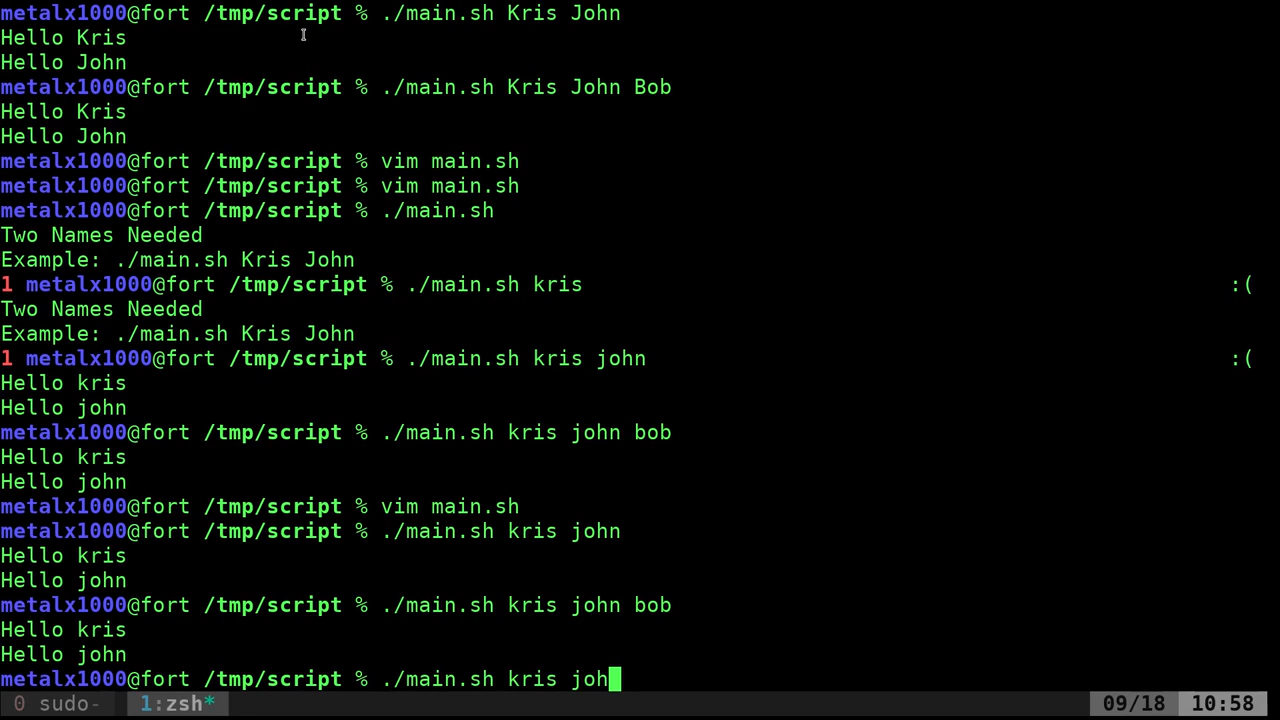 metalx1000@fort /tmp/script % ./main.sh Kris John
Hello Kris
Hello John
metalx1000@fort /tmp/script % ./main.sh Kris John Bob
Hello Kris
Hello John
metalx1000@fort /tmp/script % vim main.sh
metalx1000@fort /tmp/script % vim main.sh
metalx1000@fort /tmp/script % ./main.sh
Two Names Needed
Example: ./main.sh Kris John
1 metalx1000@fort /tmp/script % ./main.sh kris :(
Two Names Needed
Example: ./main.sh Kris John
1 metalx1000@fort /tmp/script % ./main.sh kris john :(
Hello kris
Hello john
metalx1000@fort /tmp/script % ./main.sh kris john bob
Hello kris
Hello john
metalx1000@fort /tmp/script % vim main.sh
metalx1000@fort /tmp/script % ./main.sh kris john
Hello kris
Hello john
metalx1000@fort /tmp/script % ./main.sh kris john bob
Hello kris
Hello john
metalx1000@fort /tmp/script % ./main.sh kris joh
0 sudo- 1:zsh* 09/18 10:58